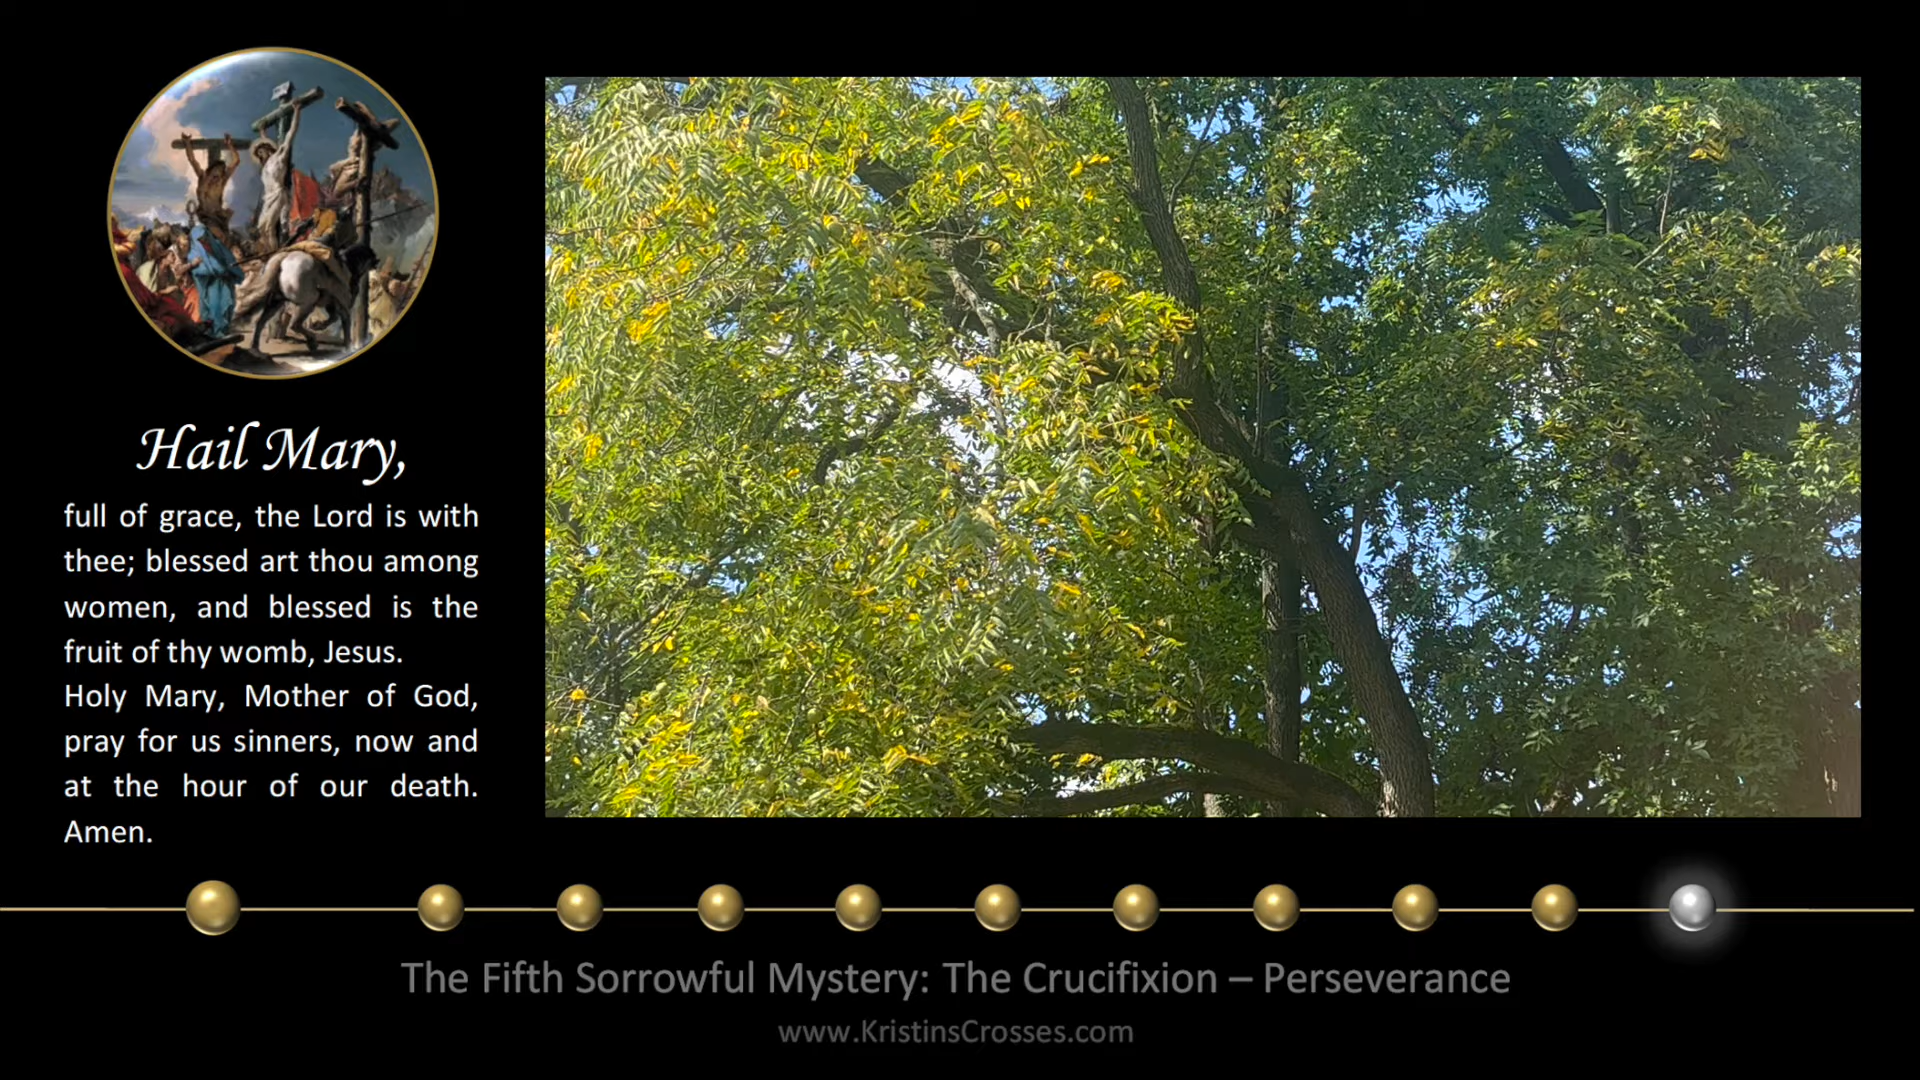 Hail Mary,
full of grace, the Lord is with
thee; blessed art thou among
women, and blessed is the
fruit of thy womb, Jesus.
Holy Mary, Mother of God,
pray for us sinners, now and
at the hour of our death.
Amen.
The Fifth Sorrowful Mystery: The Crucifixion – Perseverance
www.KristinsCrosses.com